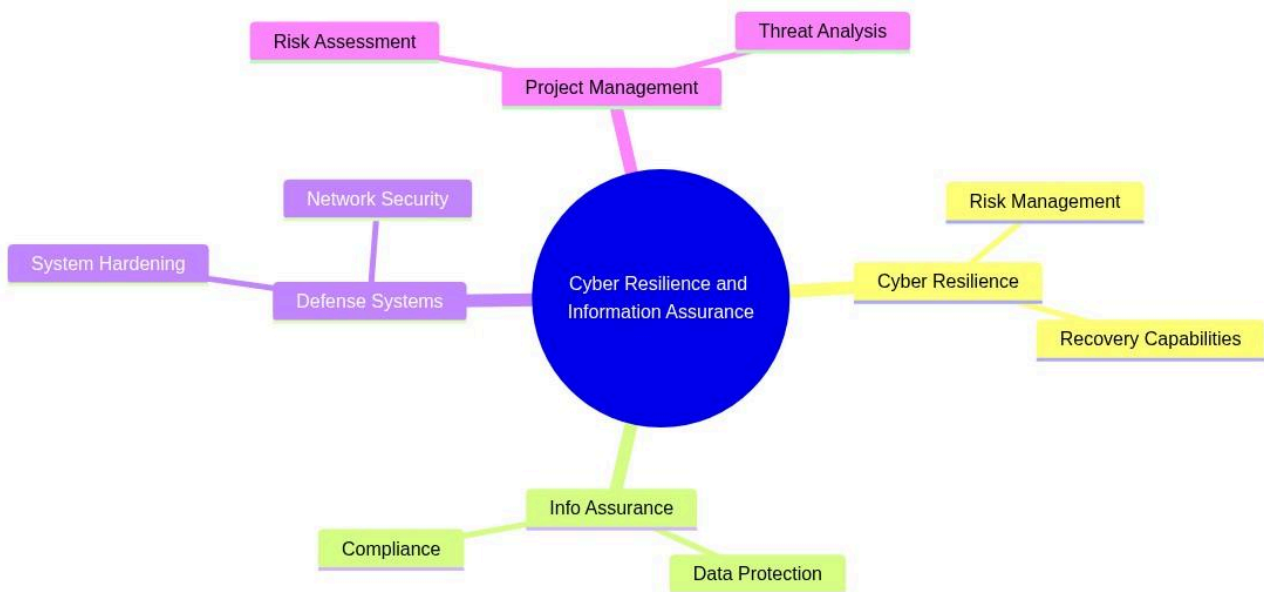 Threat Analysis
Risk Assessment
Project Management
Network Security
Risk Management
System Hardening
Cyber Resilience
Defense Systems
Cyber Resilience and
Information Assurance
Recovery Capabilities
Info Assurance
Compliance
Data Protection